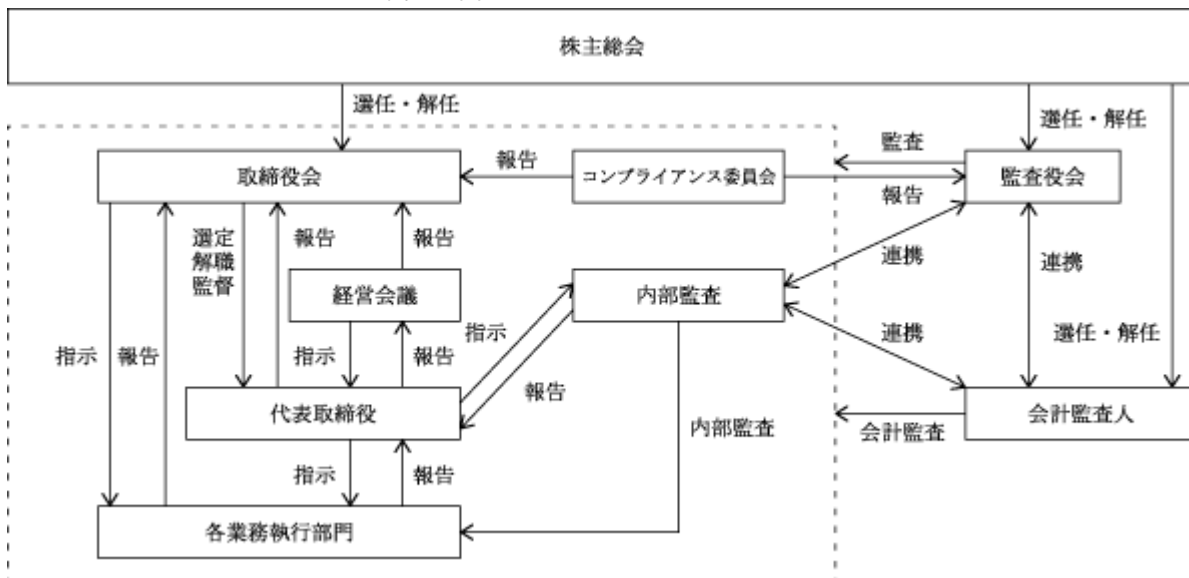 株主総会
選任・解任
選任・解任
監査
取締役会
報告
コンプライアンス委員会
監査役会
報告
選定
解職
監督
報告
報告
連携
連携
経営会議
内部監査
指示
報告
指示
報告
指示
連携
選任・解任
報告
代表取締役
会計監査人
内部監査
会計監査
指示
報告
各業務執行部門